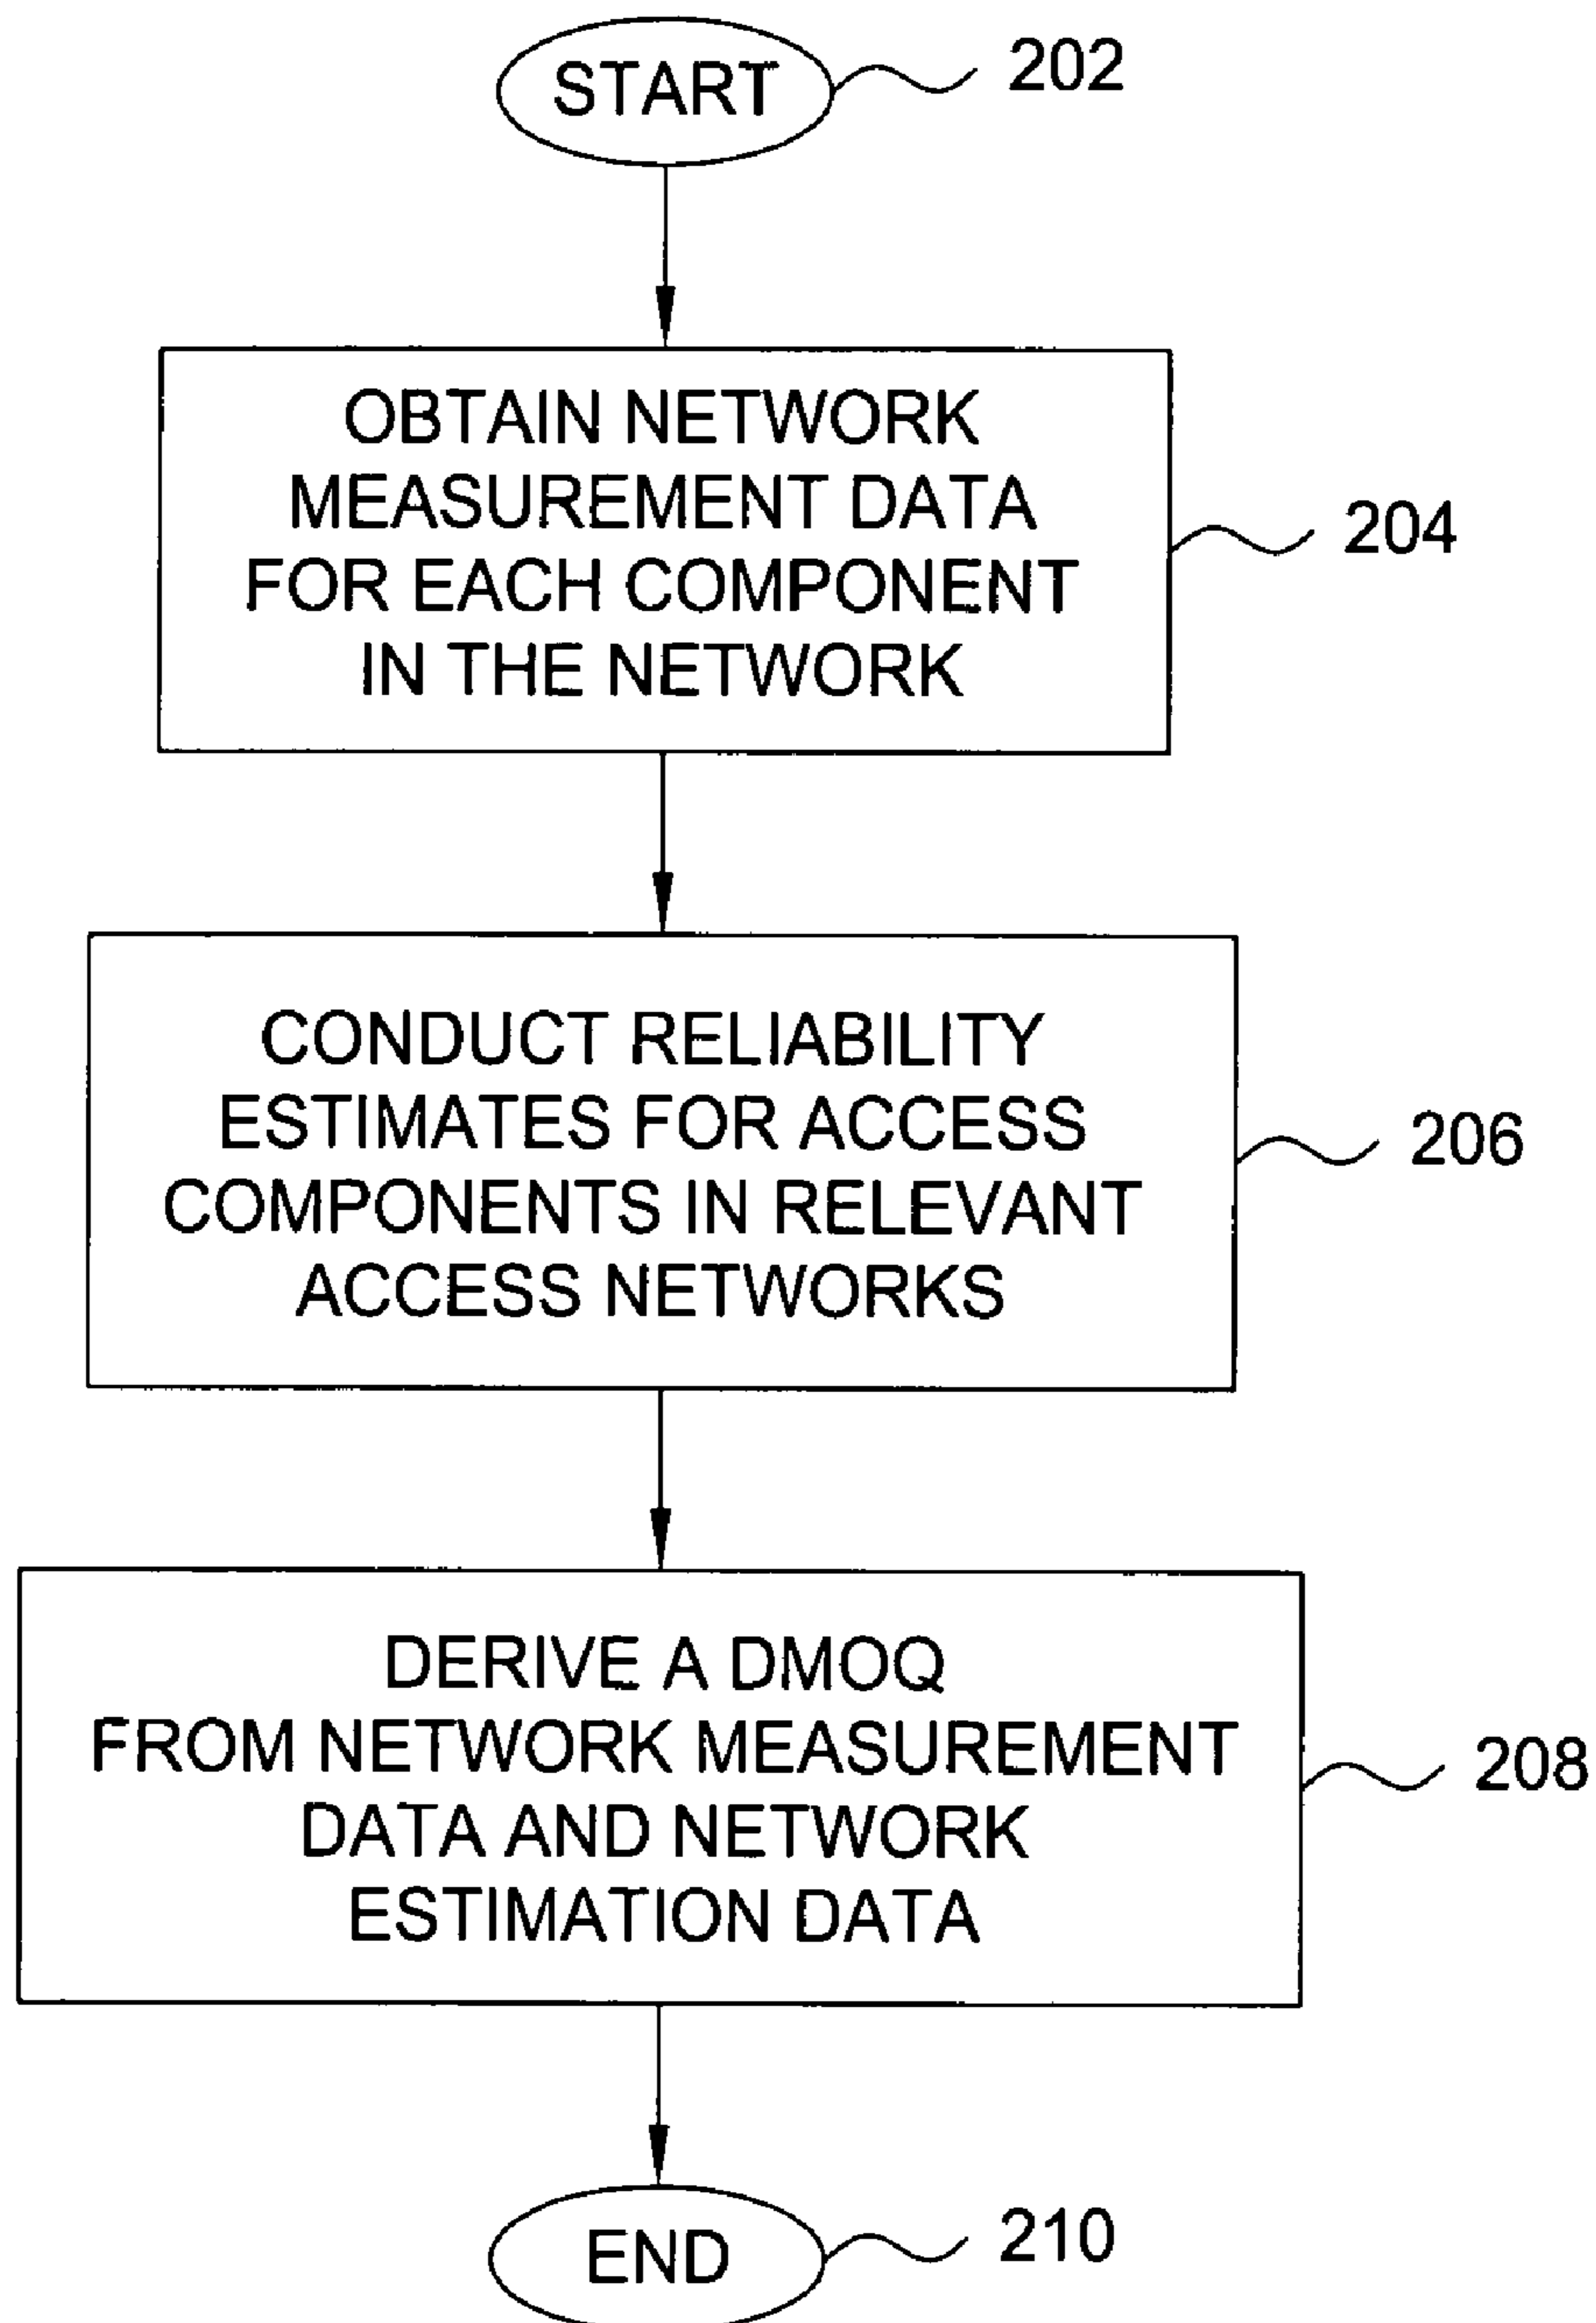 START
202
OBTAIN NETWORK
MEASUREMENT DATA
FOR EACH COMPONENT
IN THE NETWORK
204
CONDUCT RELIABILITY
ESTIMATES FOR ACCESS
COMPONENTS IN RELEVANT
ACCESS NETWORKS
206
DERIVE A DMOQ
FROM NETWORK MEASUREMENT
DATA AND NETWORK
ESTIMATION DATA
208
END
210